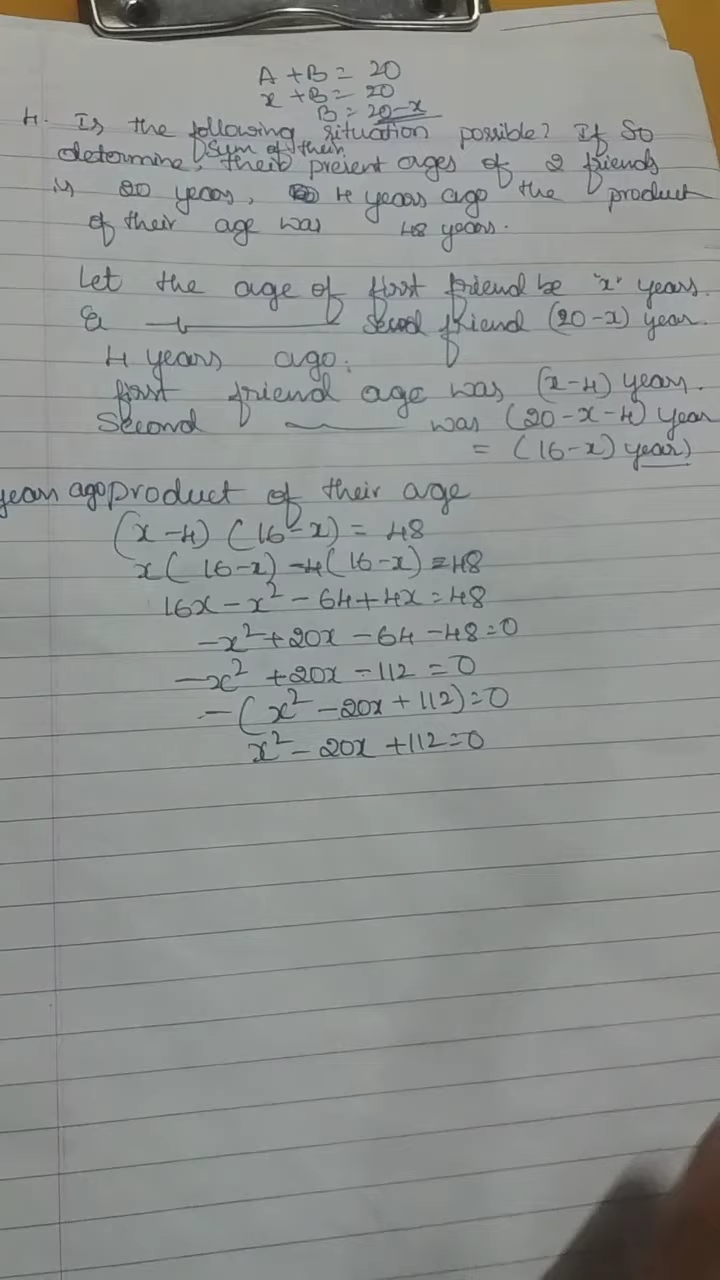 A + B = 20
x + B = 20
B = 20 - x
4. Is the following situation possible? If so
sum of their
determine, their present ages of 2 friends
is 20 years, 4 years ago the product
of their age was 48 years.
Let the age of first friend be 'x' years.
& second friend (20-x) year.
4 years ago:
first friend age was (x-4) years.
Second was (20-x-4) year
= (16-x) year)
years ago product of their age
(x-4) (16-x) = 48
x(16-x) -4(16-x) = 48
16x - x² - 64 + 4x = 48
-x² + 20x - 64 - 48 = 0
-x² + 20x - 112 = 0
-(x² - 20x + 112) = 0
x² - 20x + 112 = 0